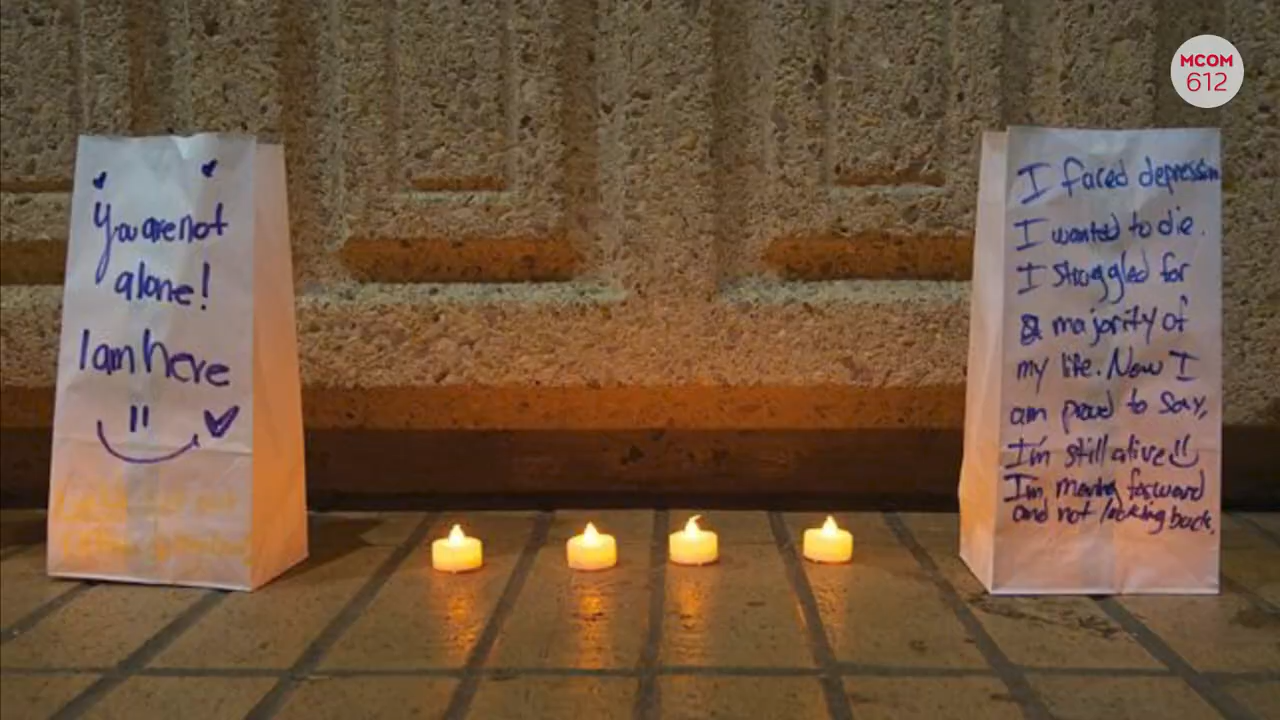 MCOM
612
You are not
alone!
I am here
I faced depression
I wanted to die.
I struggled for
a majority of
my life. Now I
am proud to say,
I'm still alive
I'm moving forward
and not looking back.